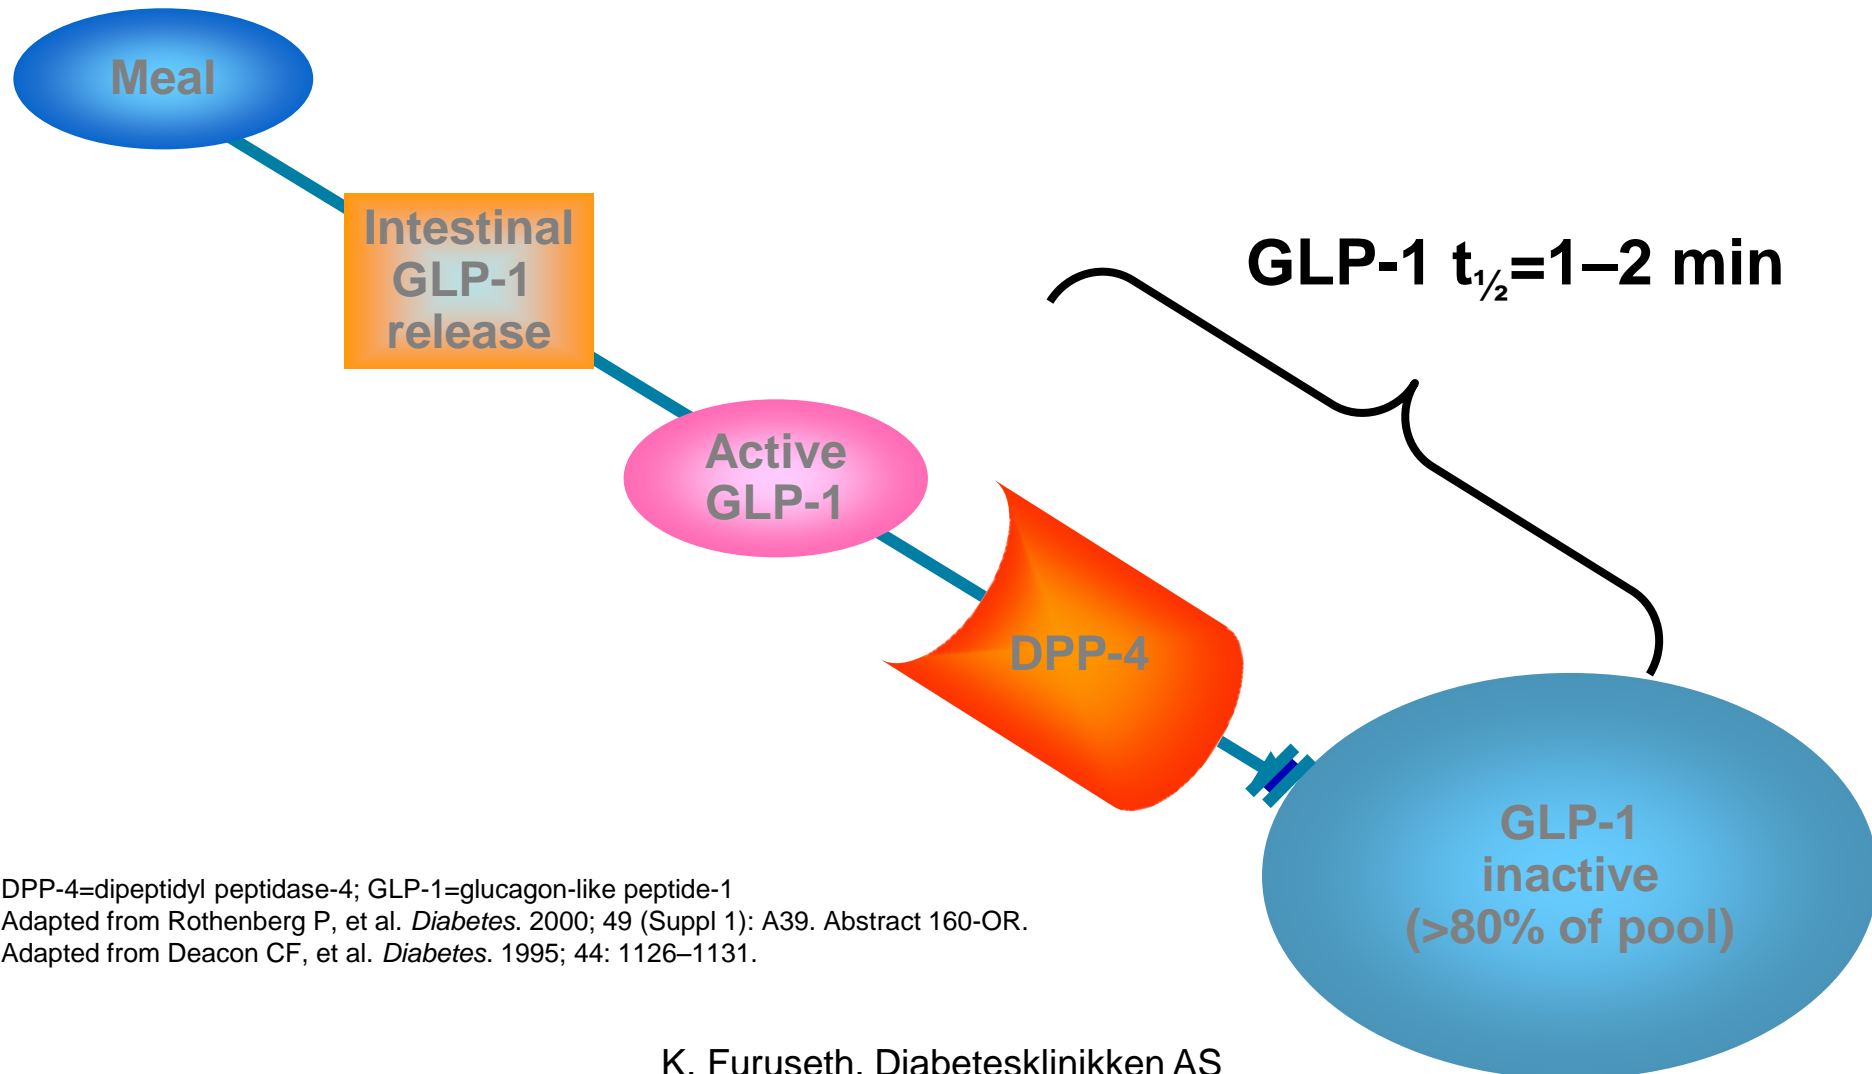 Meal
Intestinal
GLP-1
release
GLP-1 t½=1–2 min
Active
GLP-1
DPP-4
GLP-1
inactive
(>80% of pool)
DPP-4=dipeptidyl peptidase-4; GLP-1=glucagon-like peptide-1
Adapted from Rothenberg P, et al. Diabetes. 2000; 49 (Suppl 1): A39. Abstract 160-OR.
Adapted from Deacon CF, et al. Diabetes. 1995; 44: 1126–1131.
K. Furuseth, Diabetesklinikken AS